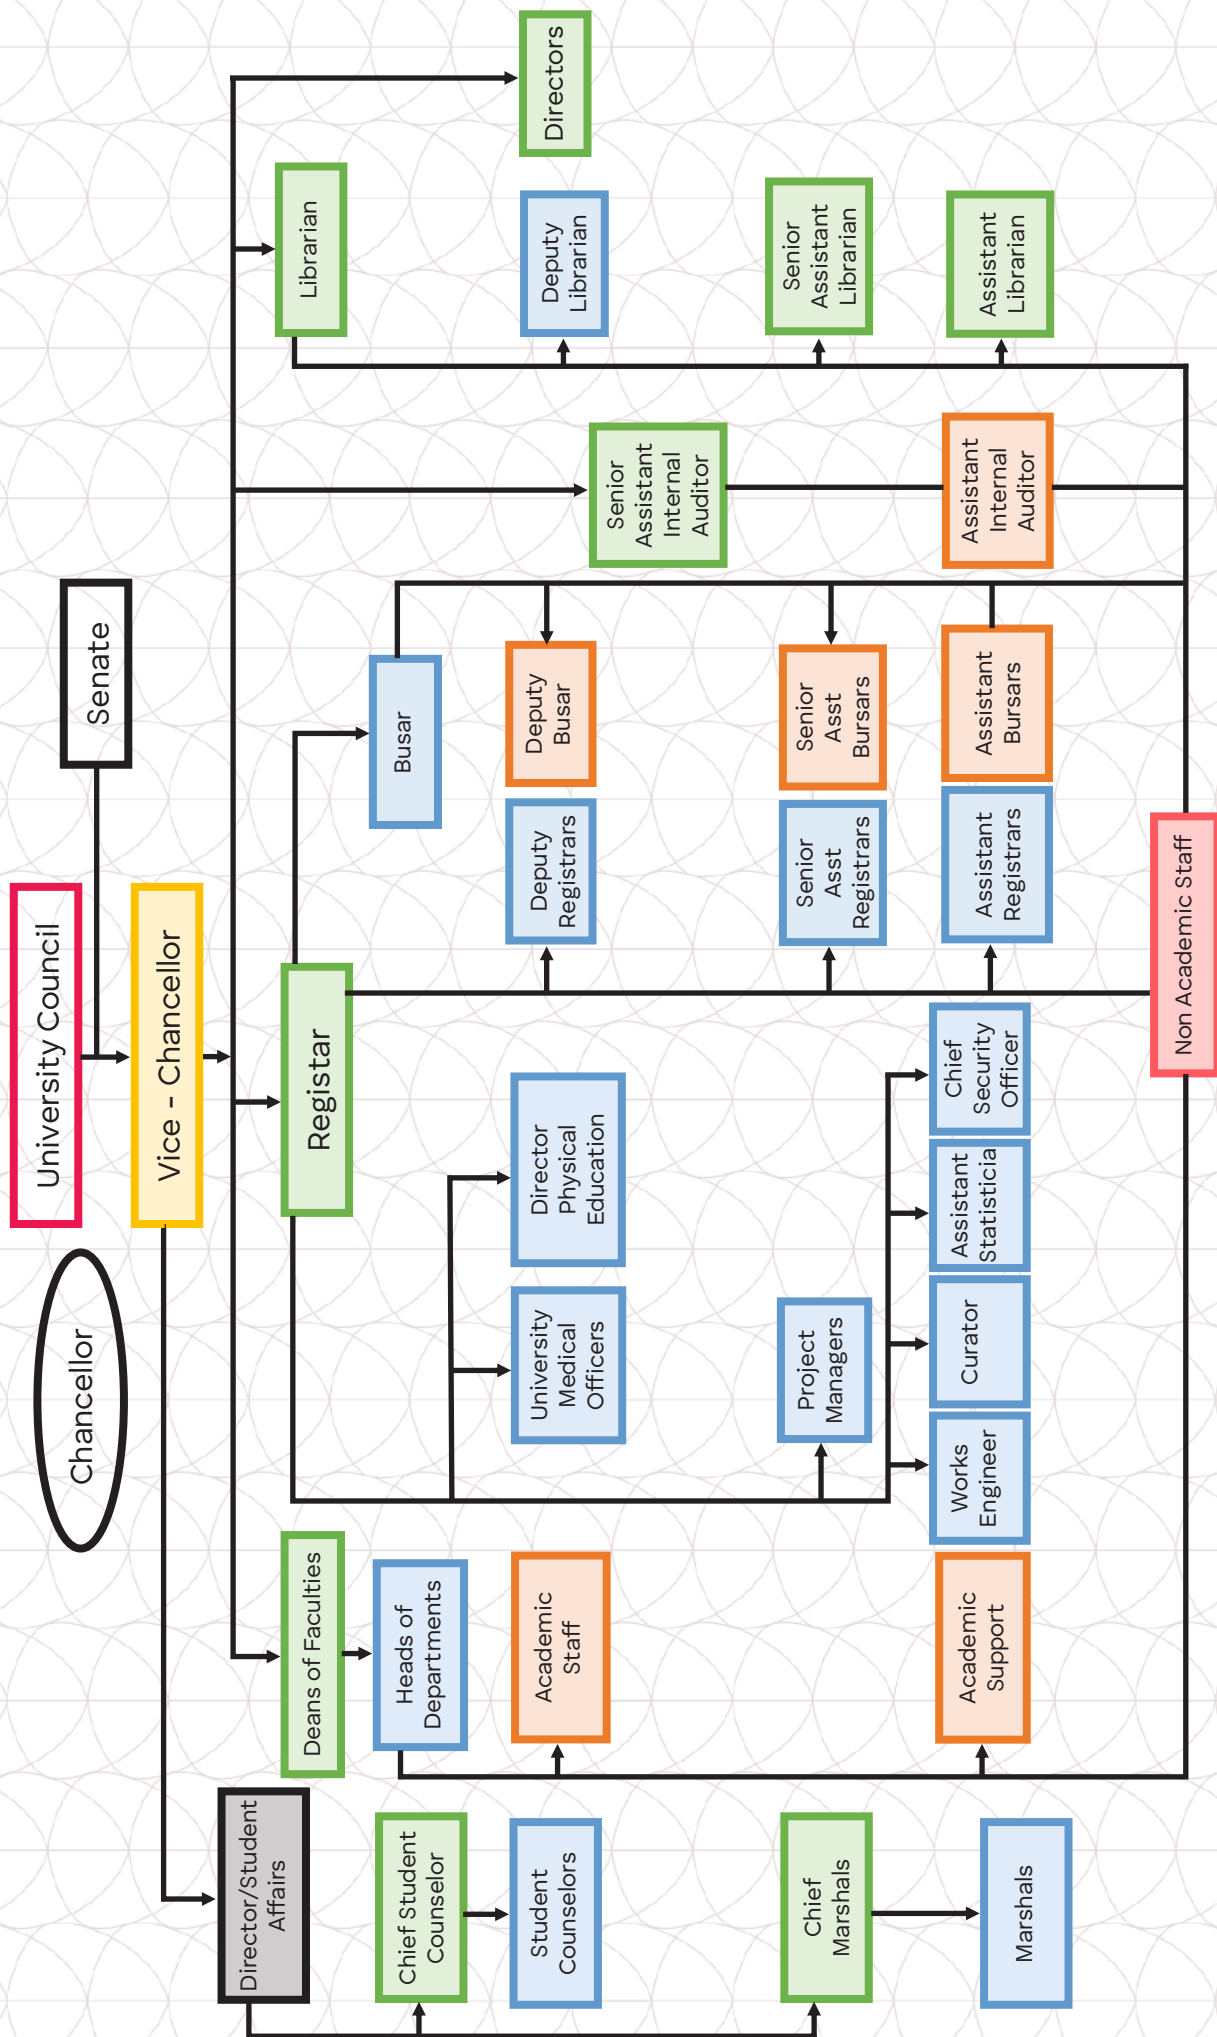 Chancellor
University Council
Senate
Vice - Chancellor
Director/Student
Affairs
Deans of Faculties
Registar
Librarian
Chief Student
Counselor
Heads of
Departments
Busar
Student
Counselors
Academic
Staff
University
Medical
Officers
Director
Physical
Education
Deputy
Registrars
Deputy
Busar
Senior
Assistant
Internal
Auditor
Deputy
Librarian
Directors
Chief
Marshals
Project
Managers
Senior
Asst
Registrars
Senior
Asst
Bursars
Senior
Assistant
Librarian
Marshals
Academic
Support
Works
Engineer
Curator
Assistant
Statisticia
Chief
Security
Officer
Assistant
Registrars
Assistant
Bursars
Assistant
Internal
Auditor
Assistant
Librarian
Non Academic Staff